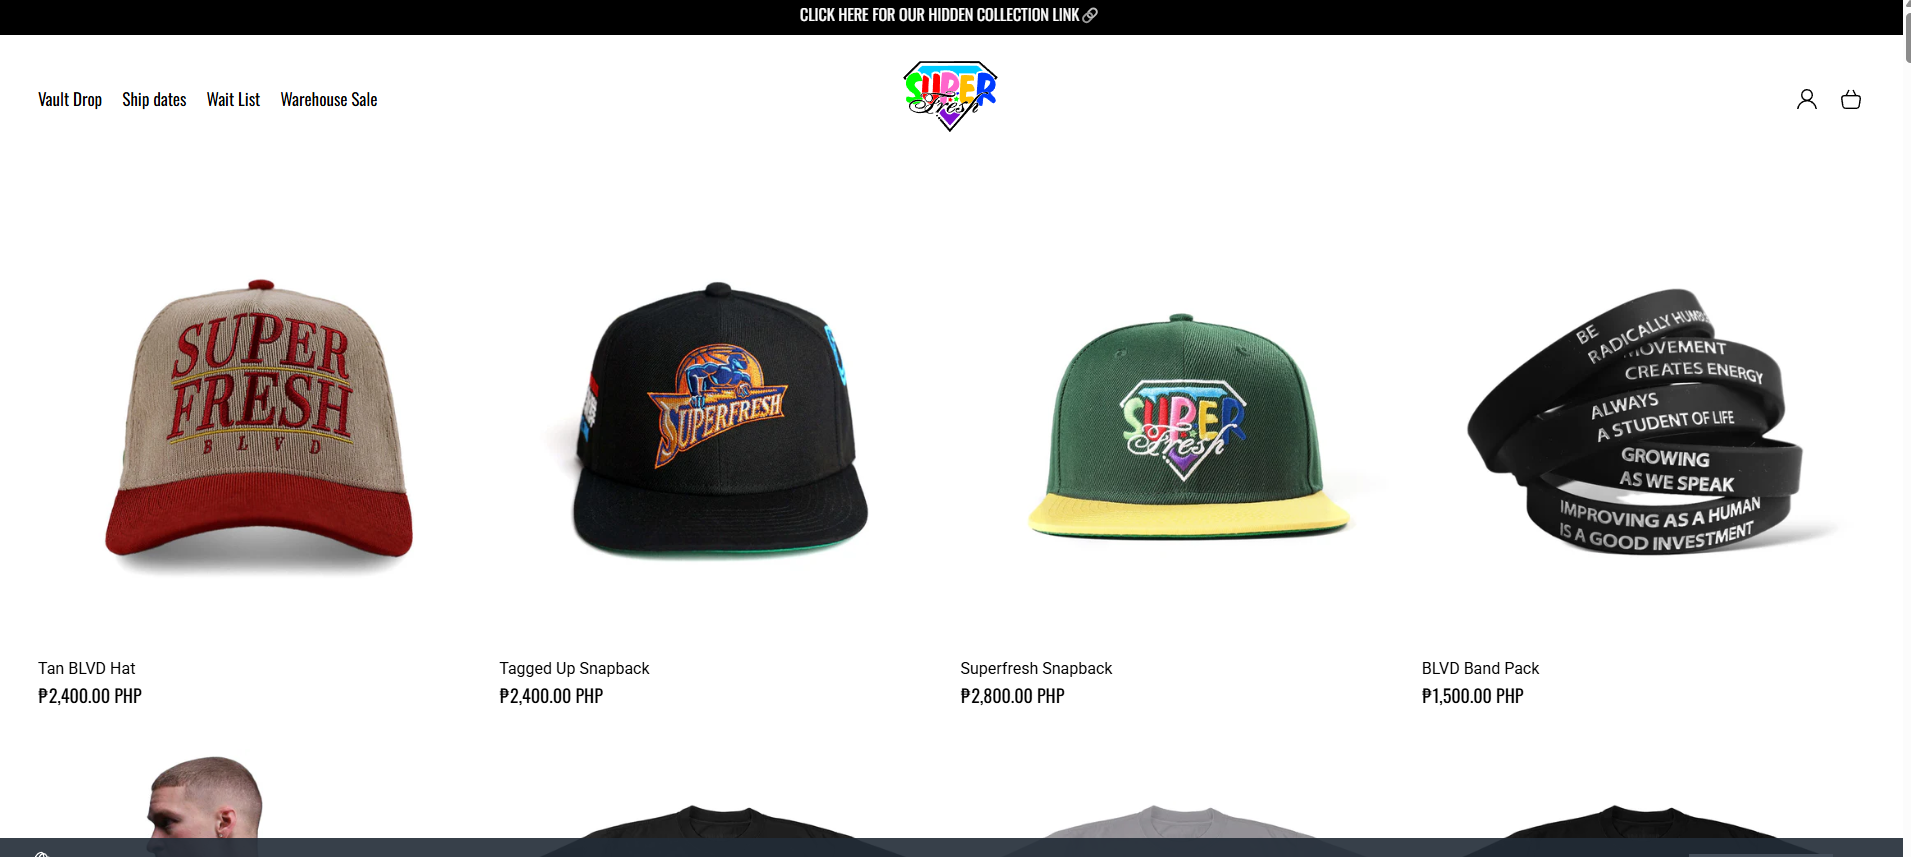 CLICK HERE FOR OUR HIDDEN COLLECTION LINK
Vault Drop
Ship dates
Wait List
Warehouse Sale
SUPER
Fresh
SUPER
FRESH
BLVD
SUPERFRESH
SUPER
Fresh
BE
RADICALLY HUMB
MOVEMENT
CREATES ENERGY
ALWAYS
A STUDENT OF LIFE
GROWING
AS WE SPEAK
IMPROVING AS A HUMAN
IS A GOOD INVESTMENT
Tan BLVD Hat
₱2,400.00 PHP
Tagged Up Snapback
₱2,400.00 PHP
Superfresh Snapback
₱2,800.00 PHP
BLVD Band Pack
₱1,500.00 PHP